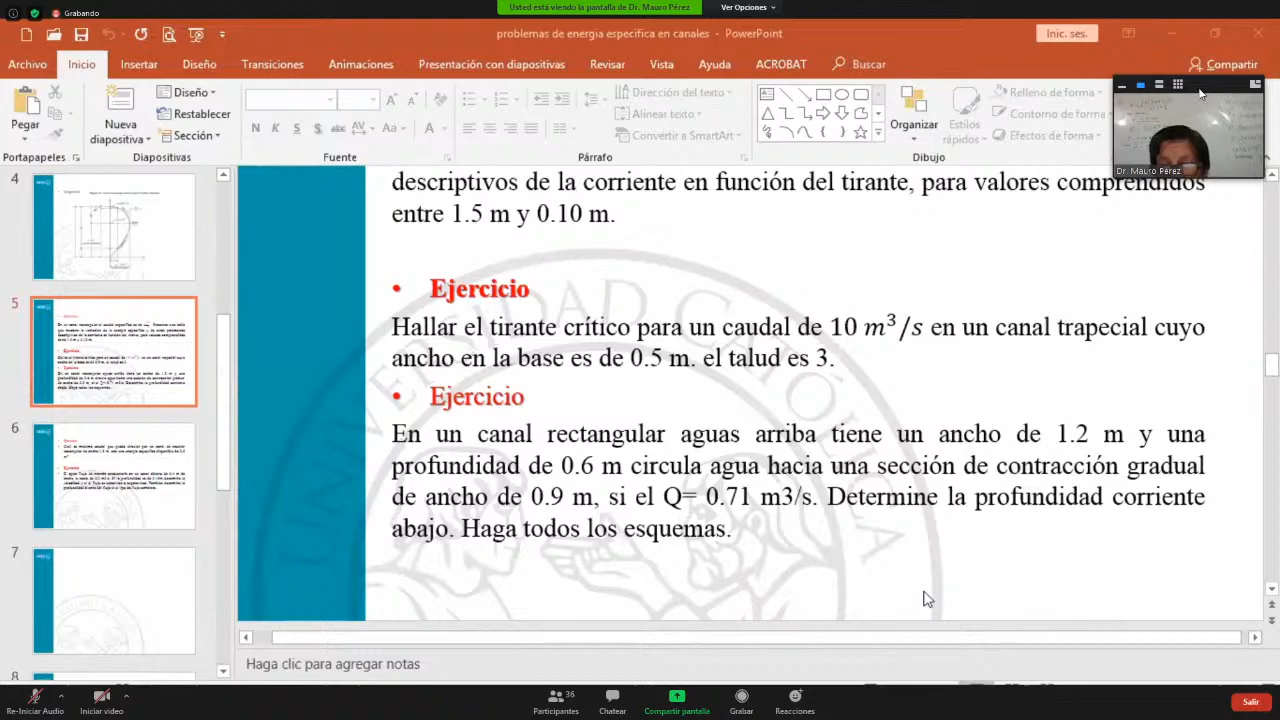 Grabando
Usted está viendo la pantalla de Dr. Mauro Pérez
Ver Opciones
problemas de energia especifica en canales - PowerPoint
Inic. ses.
Archivo Inicio Insertar Diseño Transiciones Animaciones Presentación con diapositivas Revisar Vista Ayuda ACROBAT Buscar Compartir
Pegar
Nueva diapositiva
Diseño
Restablecer
Sección
N K S S abc AV Aa A
Dirección del texto
Alinear texto
Convertir a SmartArt
Organizar
Estilos rápidos
Relleno de forma
Contorno de forma
Efectos de forma
Portapapeles Diapositivas Fuente Párrafo Dibujo
Dr. Mauro Pérez
4
5
6
7
8
descriptivos de la corriente en función del tirante, para valores comprendidos
entre 1.5 m y 0.10 m.
• Ejercicio
Hallar el tirante crítico para un caudal de 10 m³/s en un canal trapecial cuyo
ancho en la base es de 0.5 m. el talud es 3.
• Ejercicio
En un canal rectangular aguas arriba tiene un ancho de 1.2 m y una
profundidad de 0.6 m circula agua hacia una sección de contracción gradual
de ancho de 0.9 m, si el Q= 0.71 m3/s. Determine la profundidad corriente
abajo. Haga todos los esquemas.
Haga clic para agregar notas
Re-Iniciar Audio
Iniciar video
Participantes 36
Chatear
Compartir pantalla
Grabar
Reacciones
Salir